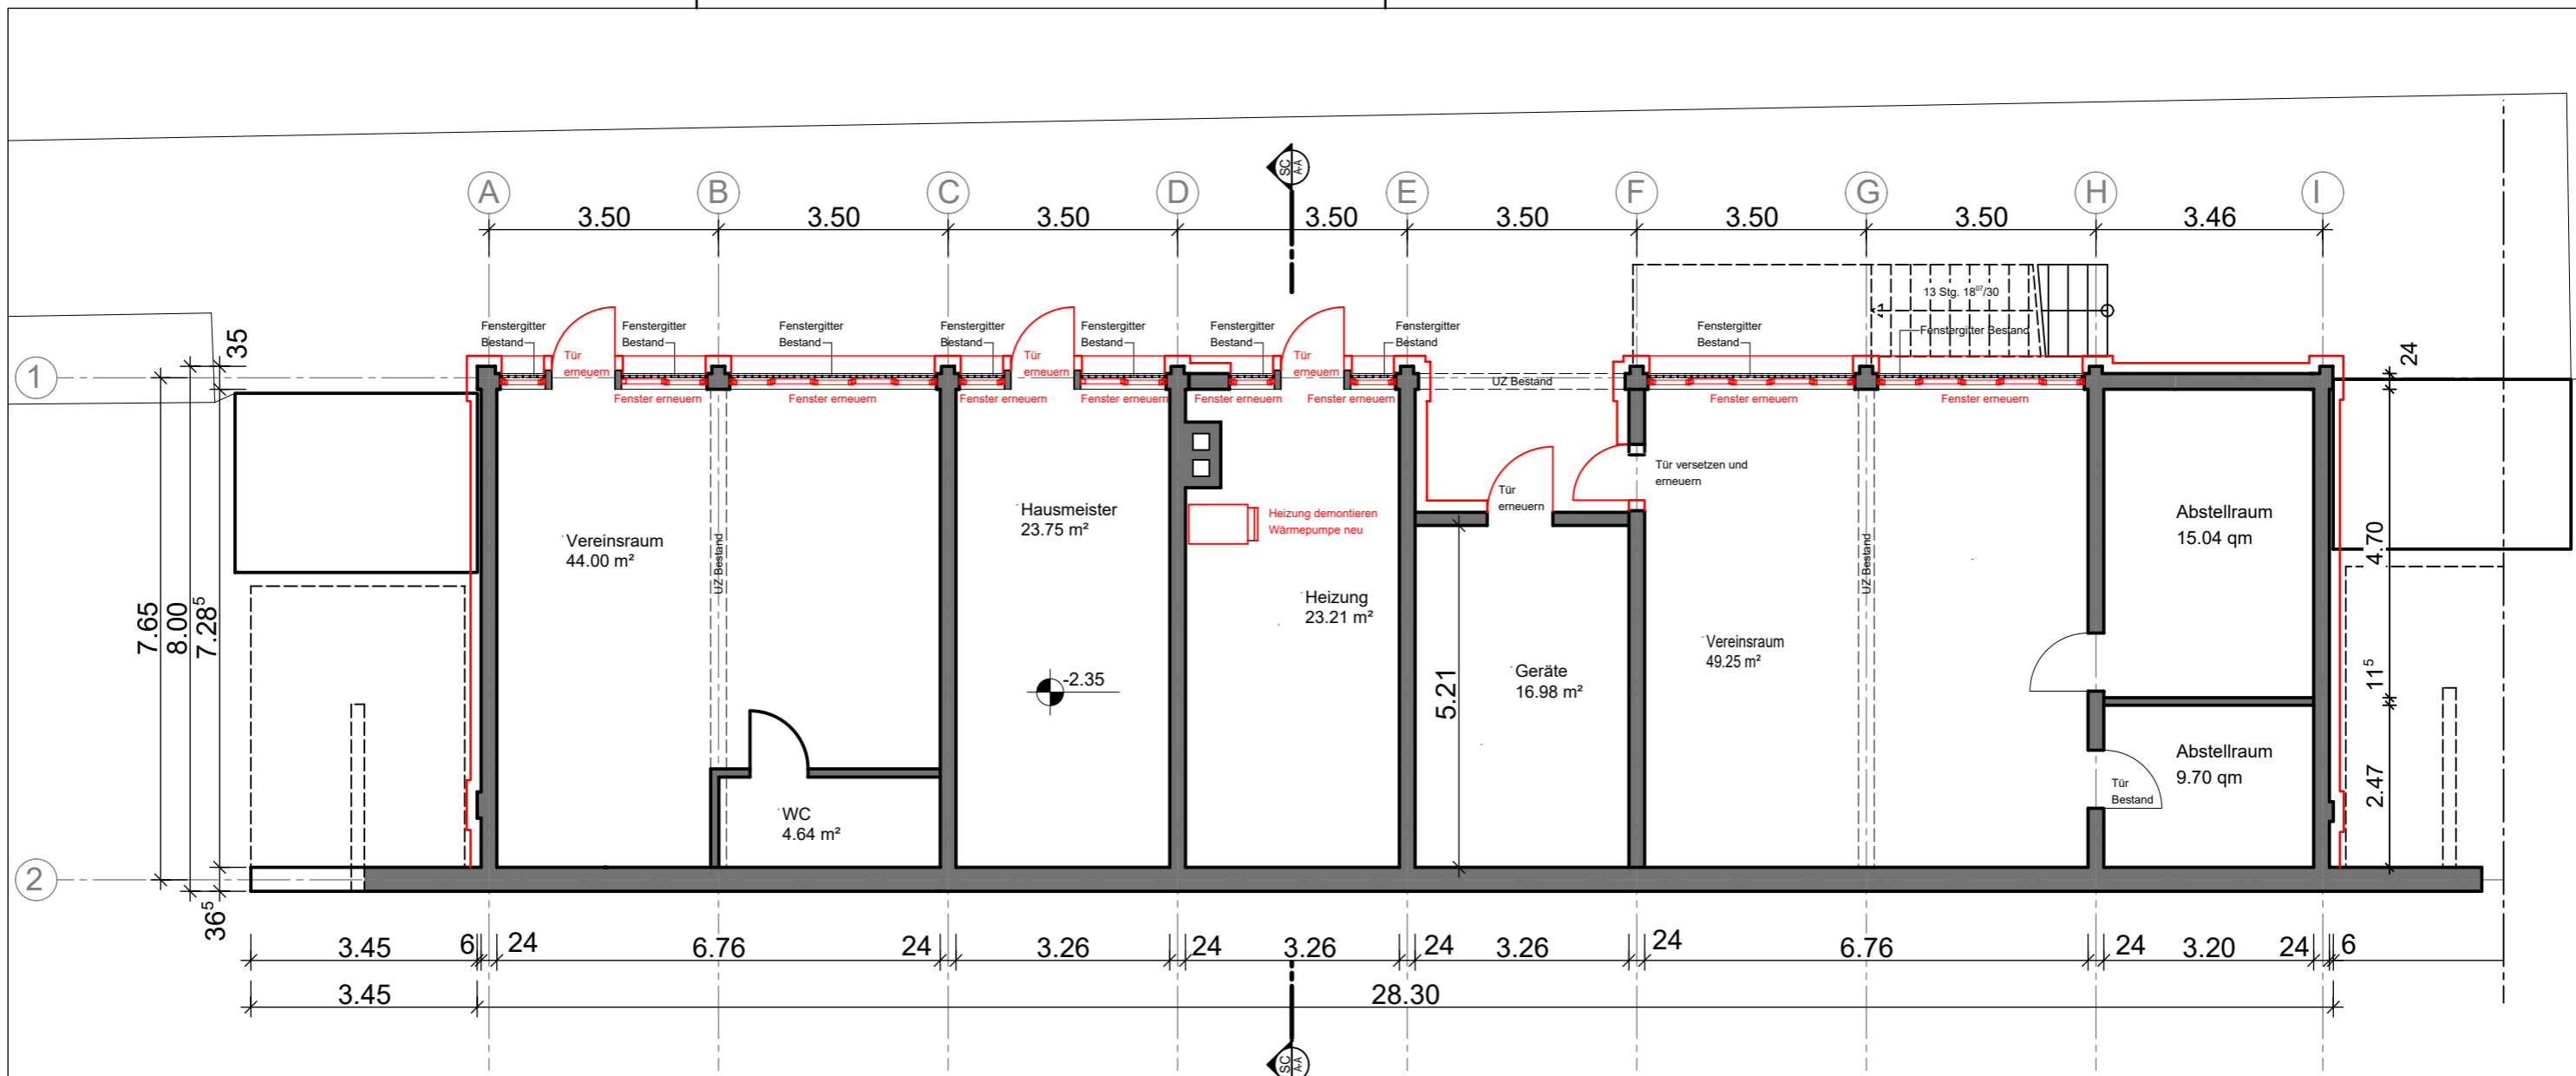 SC
A-A
A
B
C
D
E
F
G
H
I
3.50
3.50
3.50
3.50
3.50
3.50
3.50
3.46
13 Stg. 18⁰⁷/30
Fenstergitter
Bestand
Fenstergitter
Bestand
Fenstergitter
Bestand
Fenstergitter
Bestand
Fenstergitter
Bestand
Fenstergitter
Bestand
Fenstergitter
Bestand
Fenstergitter
Bestand
Fenstergitter Bestand
35
24
1
Tür
erneuern
Tür
erneuern
Tür
erneuern
UZ Bestand
Fenster erneuern
Fenster erneuern
Fenster erneuern
Fenster erneuern
Fenster erneuern
Fenster erneuern
Fenster erneuern
Fenster erneuern
Tür versetzen und
erneuern
Tür
erneuern
Hausmeister
23.75 m²
Heizung demontieren
Wärmepumpe neu
Abstellraum
15.04 qm
Vereinsraum
44.00 m²
UZ Bestand
UZ Bestand
4.70
Heizung
23.21 m²
7.65
8.00
7.28⁵
Vereinsraum
49.25 m²
Geräte
16.98 m²
-2.35
5.21
11⁵
Abstellraum
9.70 qm
Tür
Bestand
2.47
WC
4.64 m²
2
36⁵
3.45
6
24
6.76
24
3.26
24
3.26
24
3.26
24
6.76
24
3.20
24
6
3.45
28.30
SC
A-A